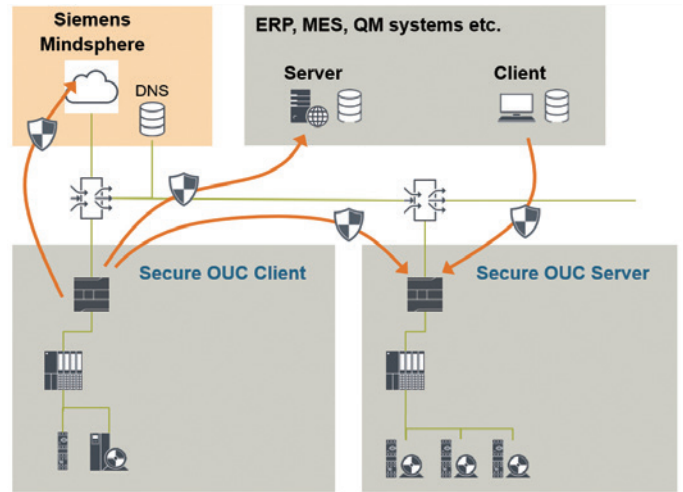 Siemens
Mindsphere
DNS
ERP, MES, QM systems etc.
Server
Client
Secure OUC Client
Secure OUC Server